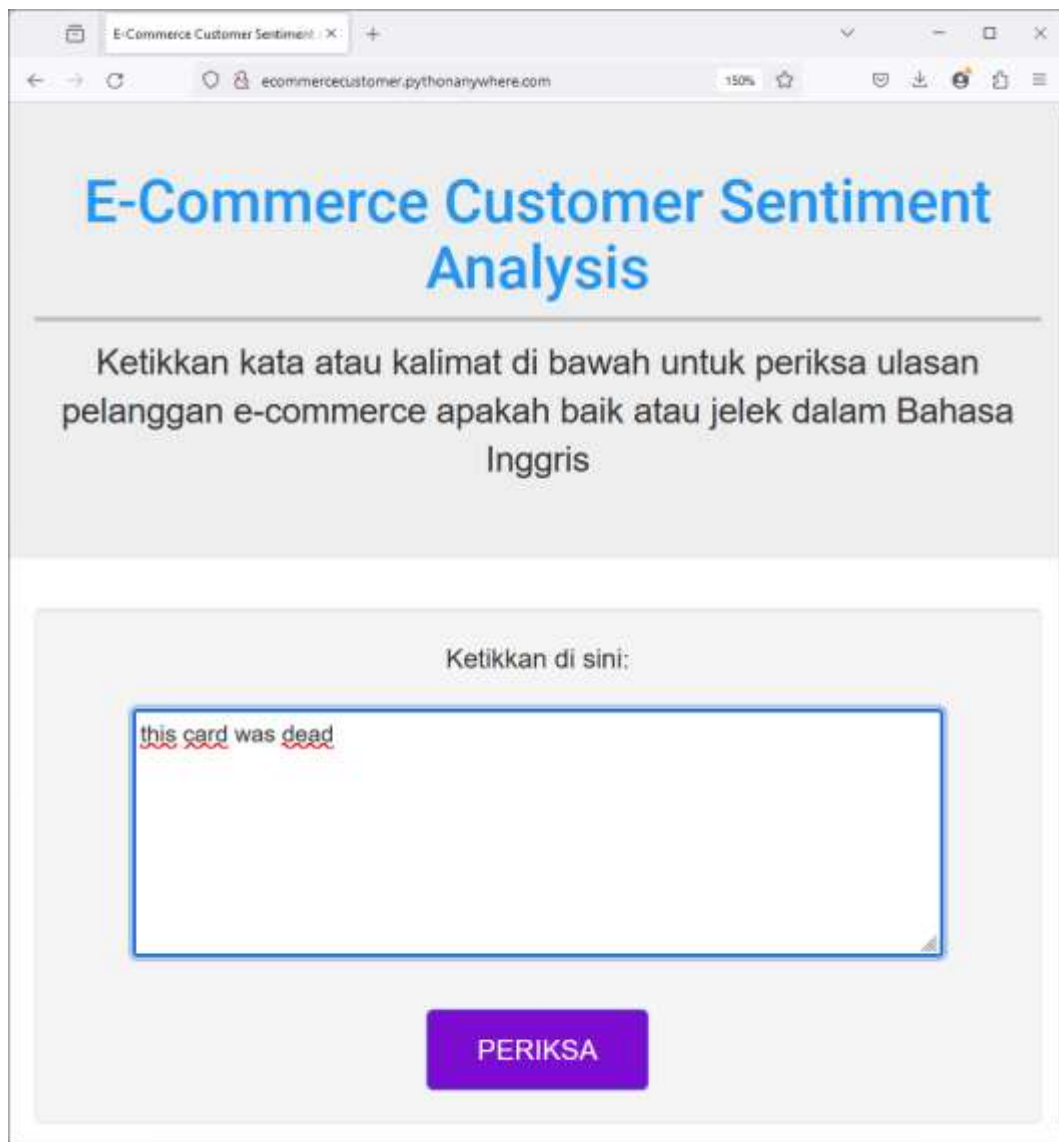 E-Commerce Customer Sentiment
ecommercecustomer.pythonanywhere.com
150%
E-Commerce Customer Sentiment
Analysis
Ketikkan kata atau kalimat di bawah untuk periksa ulasan
pelanggan e-commerce apakah baik atau jelek dalam Bahasa
Inggris
Ketikkan di sini:
this card was dead
PERIKSA